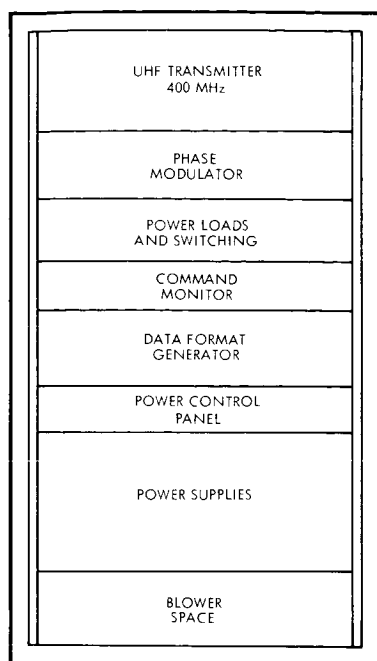 UHF TRANSMITTER
400 MHz
PHASE
MODULATOR
POWER LOADS
AND SWITCHING
COMMAND
MONITOR
DATA FORMAT
GENERATOR
POWER CONTROL
PANEL
POWER SUPPLIES
BLOWER
SPACE